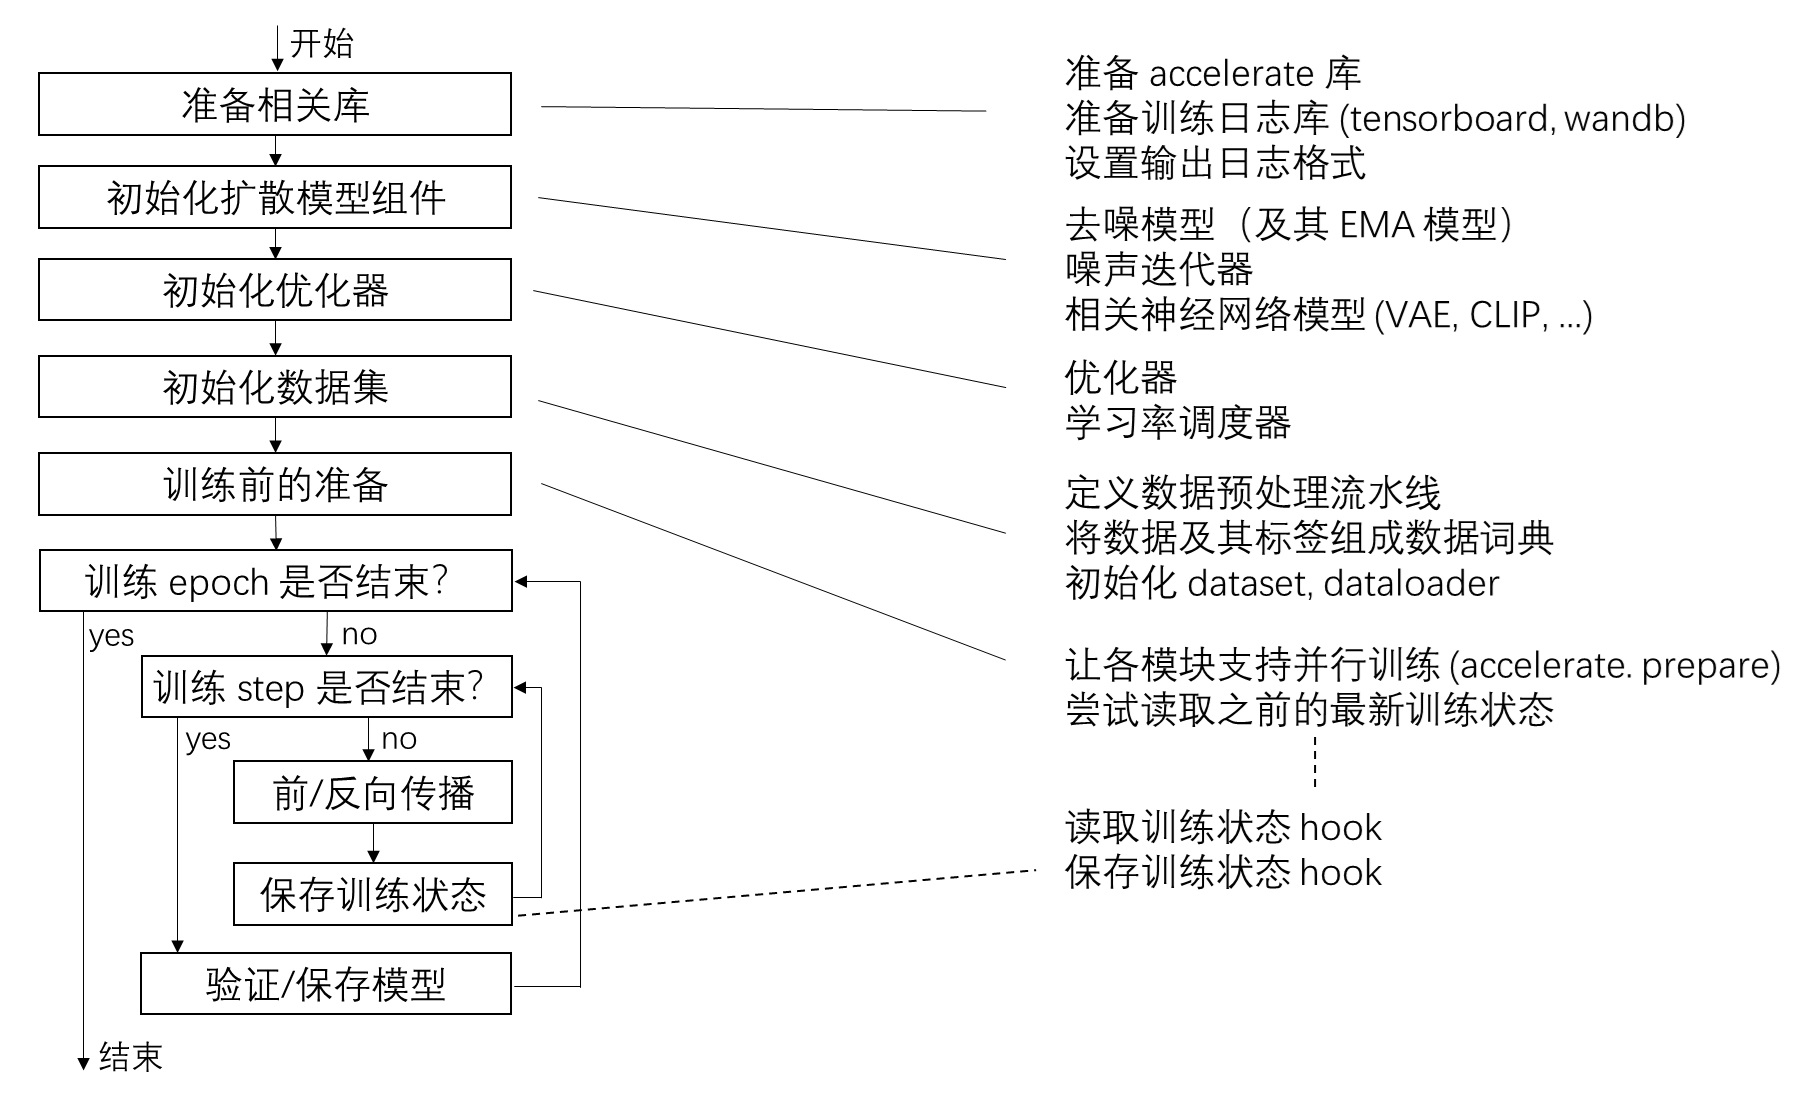 开始
准备相关库
初始化扩散模型组件
初始化优化器
初始化数据集
训练前的准备
训练 epoch 是否结束？
yes
no
训练 step 是否结束？
yes
no
前/反向传播
保存训练状态
验证/保存模型
结束
准备 accelerate 库
准备训练日志库 (tensorboard, wandb)
设置输出日志格式
去噪模型（及其 EMA 模型）
噪声迭代器
相关神经网络模型 (VAE, CLIP, ...)
优化器
学习率调度器
定义数据预处理流水线
将数据及其标签组成数据词典
初始化 dataset, dataloader
让各模块支持并行训练 (accelerate. prepare)
尝试读取之前的最新训练状态
读取训练状态 hook
保存训练状态 hook